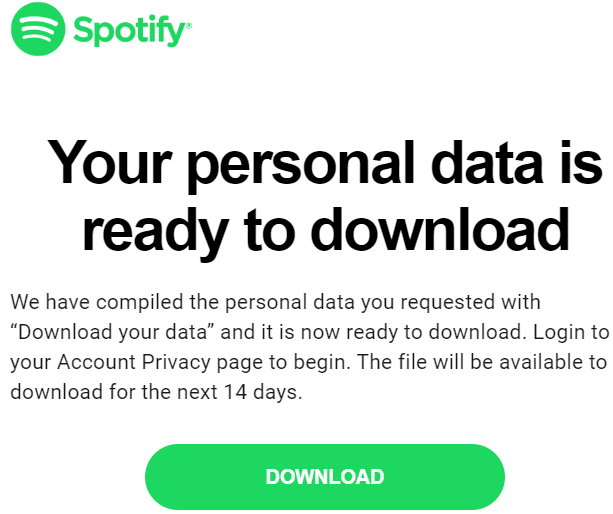 Spotify®
Your personal data is
ready to download
We have compiled the personal data you requested with
“Download your data” and it is now ready to download. Login to
your Account Privacy page to begin. The file will be available to
download for the next 14 days.
DOWNLOAD